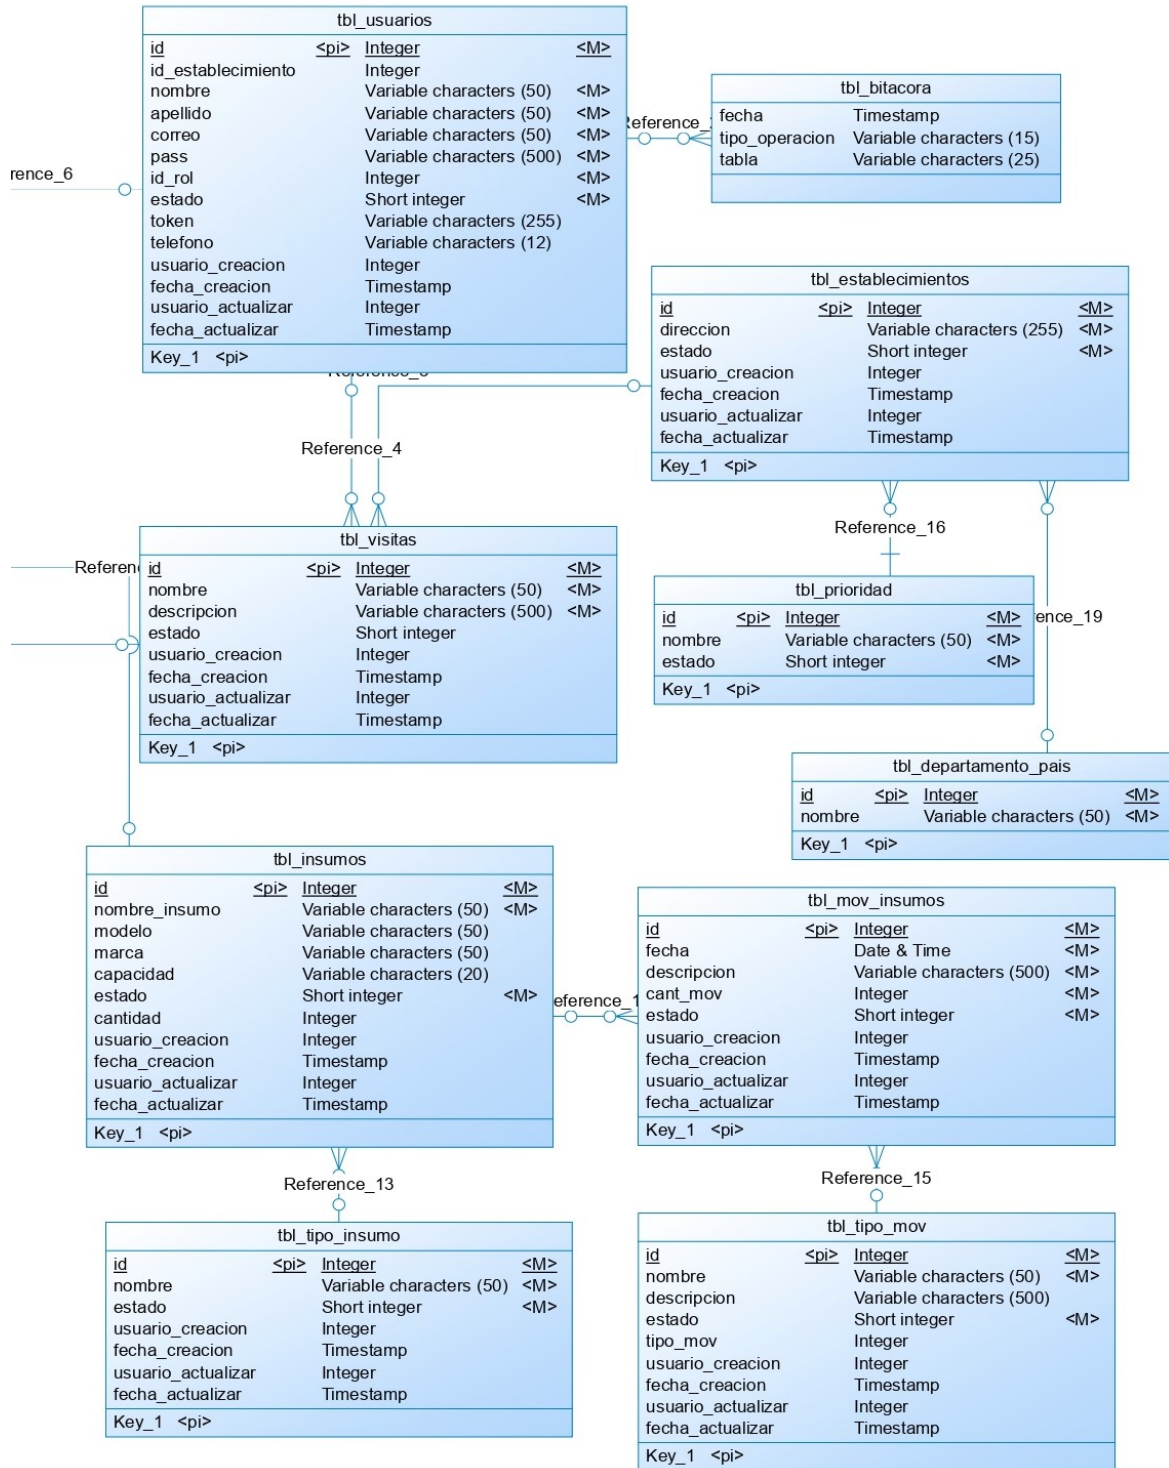 tbl_usuarios
id <pi> Integer <M>
id_establecimiento Integer
nombre Variable characters (50) <M>
apellido Variable characters (50) <M>
correo Variable characters (50) <M>
pass Variable characters (500) <M>
id_rol Integer <M>
estado Short integer <M>
token Variable characters (255)
telefono Variable characters (12)
usuario_creacion Integer
fecha_creacion Timestamp
usuario_actualizar Integer
fecha_actualizar Timestamp
Key_1 <pi>
rence_6
tbl_bitacora
fecha Timestamp
tipo_operacion Variable characters (15)
tabla Variable characters (25)
tbl_establecimientos
id <pi> Integer <M>
direccion Variable characters (255) <M>
estado Short integer <M>
usuario_creacion Integer
fecha_creacion Timestamp
usuario_actualizar Integer
fecha_actualizar Timestamp
Key_1 <pi>
Reference_4
Reference_16
tbl_visitas
id <pi> Integer <M>
nombre Variable characters (50) <M>
descripcion Variable characters (500) <M>
estado Short integer
usuario_creacion Integer
fecha_creacion Timestamp
usuario_actualizar Integer
fecha_actualizar Timestamp
Key_1 <pi>
tbl_prioridad
id <pi> Integer <M>
nombre Variable characters (50) <M>
estado Short integer <M>
Key_1 <pi>
ence_19
tbl_departamento_pais
id <pi> Integer <M>
nombre Variable characters (50) <M>
Key_1 <pi>
tbl_insumos
id <pi> Integer <M>
nombre_insumo Variable characters (50) <M>
modelo Variable characters (50)
marca Variable characters (50)
capacidad Variable characters (20)
estado Short integer <M>
cantidad Integer
usuario_creacion Integer
fecha_creacion Timestamp
usuario_actualizar Integer
fecha_actualizar Timestamp
Key_1 <pi>
tbl_mov_insumos
id <pi> Integer <M>
fecha Date & Time <M>
descripcion Variable characters (500) <M>
cant_mov Integer <M>
estado Short integer <M>
usuario_creacion Integer
fecha_creacion Timestamp
usuario_actualizar Integer
fecha_actualizar Timestamp
Key_1 <pi>
Reference_13
Reference_15
tbl_tipo_insumo
id <pi> Integer <M>
nombre Variable characters (50) <M>
estado Short integer <M>
usuario_creacion Integer
fecha_creacion Timestamp
usuario_actualizar Integer
fecha_actualizar Timestamp
Key_1 <pi>
tbl_tipo_mov
id <pi> Integer <M>
nombre Variable characters (50) <M>
descripcion Variable characters (500)
estado Short integer <M>
tipo_mov Integer
usuario_creacion Integer
fecha_creacion Timestamp
usuario_actualizar Integer
fecha_actualizar Timestamp
Key_1 <pi>